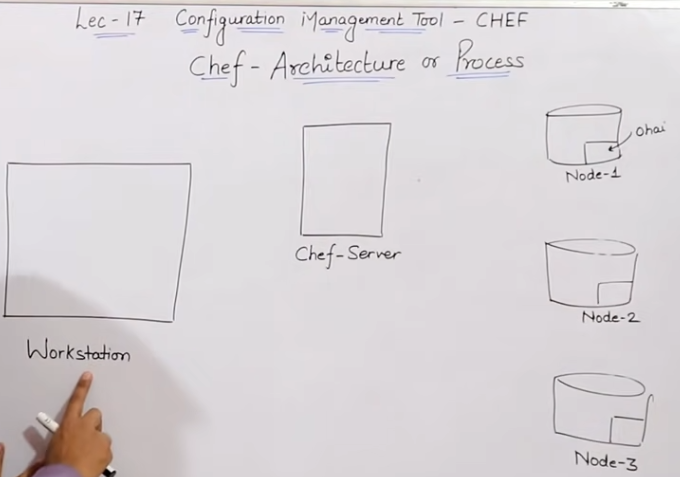 Lec-17 Configuration Management Tool - CHEF
Chef - Architecture or Process
Ohai
Node-1
Chef-Server
Node-2
Workstation
Node-3